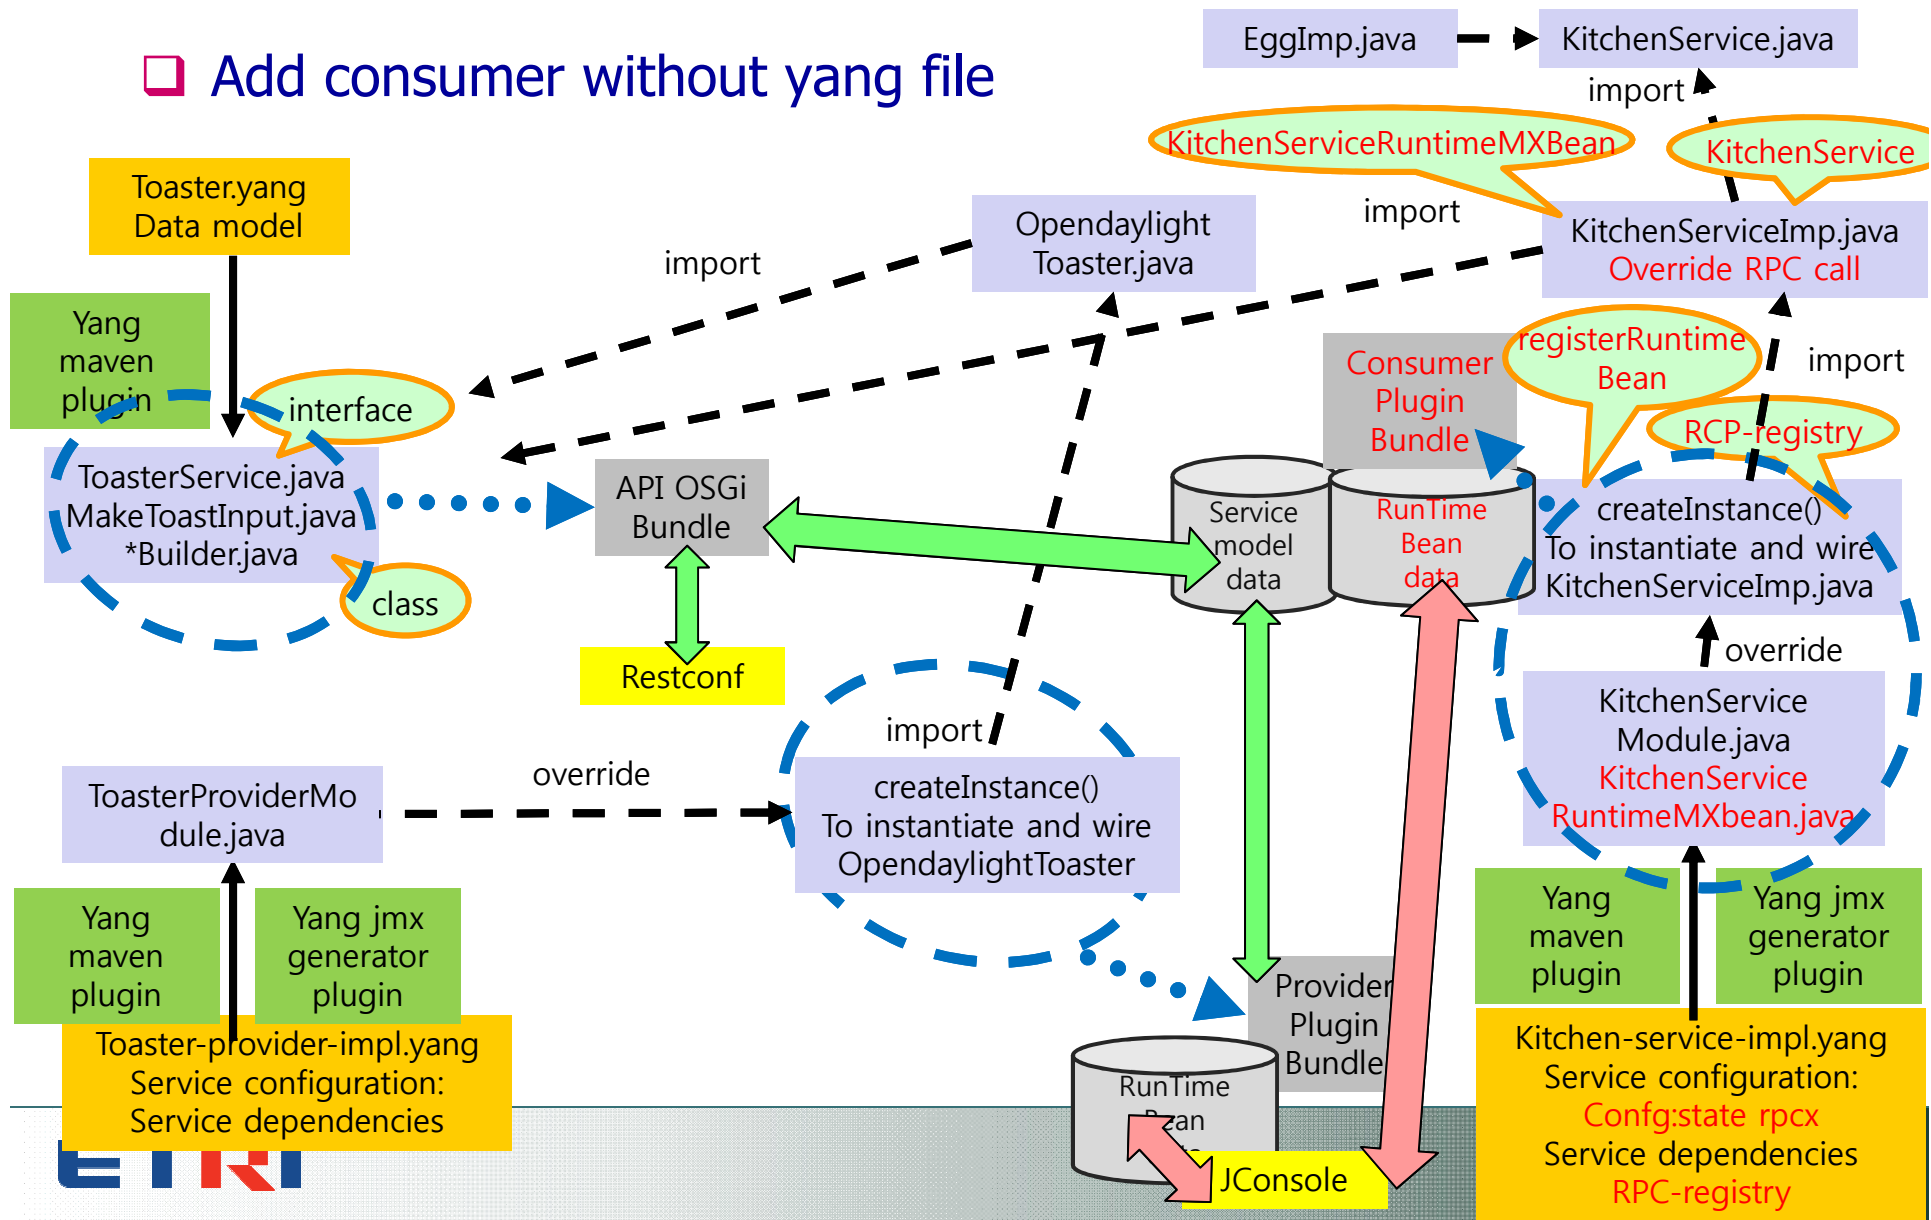 Add consumer without yang file
EggImp.java
KitchenService.java
import
KitchenServiceRuntimeMXBean
KitchenService
Toaster.yang
Data model
Opendaylight
Toaster.java
import
import
KitchenServiceImp.java
Override RPC call
Yang
maven
plugin
interface
Consumer
Plugin
Bundle
registerRuntime
Bean
import
RCP-registry
ToasterService.java
MakeToastInput.java
*Builder.java
class
API OSGi
Bundle
Service
model
data
RunTime
Bean
data
createInstance()
To instantiate and wire
KitchenServiceImp.java
Restconf
override
import
KitchenService
Module.java
KitchenService
RuntimeMXbean.java
ToasterProviderMo
dule.java
override
createInstance()
To instantiate and wire
OpendaylightToaster
Yang
maven
plugin
Yang jmx
generator
plugin
Yang
maven
plugin
Yang jmx
generator
plugin
Provider
Plugin
Bundle
Toaster-provider-impl.yang
Service configuration:
Service dependencies
RunTime
Bean
JConsole
Kitchen-service-impl.yang
Service configuration:
Confg:state rpcx
Service dependencies
RPC-registry
ETRI